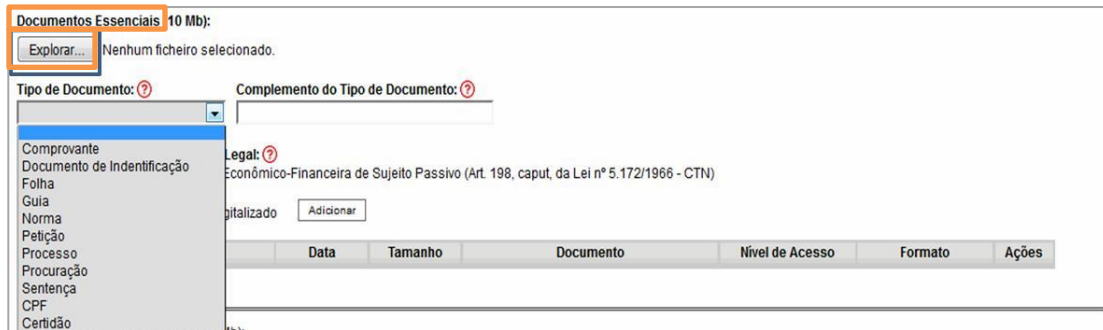 Documentos Essenciais (10 Mb):
Explorar... Nenhum ficheiro selecionado.
Tipo de Documento: ? Complemento do Tipo de Documento: ?
Comprovante
Documento de Indentificação
Folha
Guia
Norma
Petição
Processo
Procuração
Sentença
CPF
Certidão
Legal: ?
Econômico-Financeira de Sujeito Passivo (Art. 198, caput, da Lei nº 5.172/1966 - CTN)
gitalizado Adicionar
Data Tamanho Documento Nível de Acesso Formato Ações